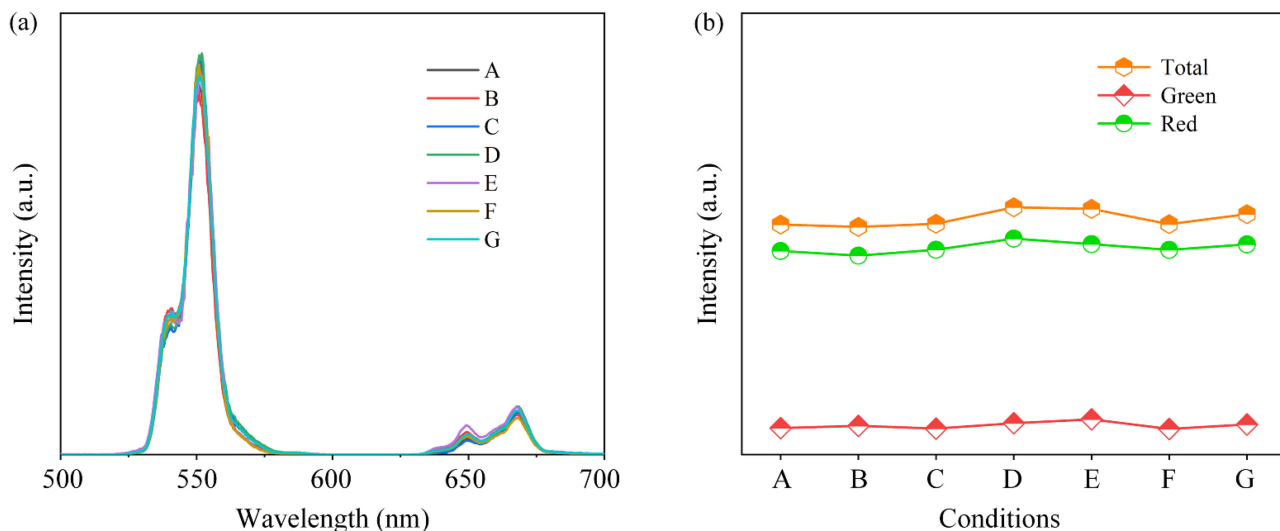 (a)
Intensity (a.u.)
A
B
C
D
E
F
G
500
550
600
650
700
Wavelength (nm)
(b)
Intensity (a.u.)
Total
Green
Red
A B C D E F G
Conditions